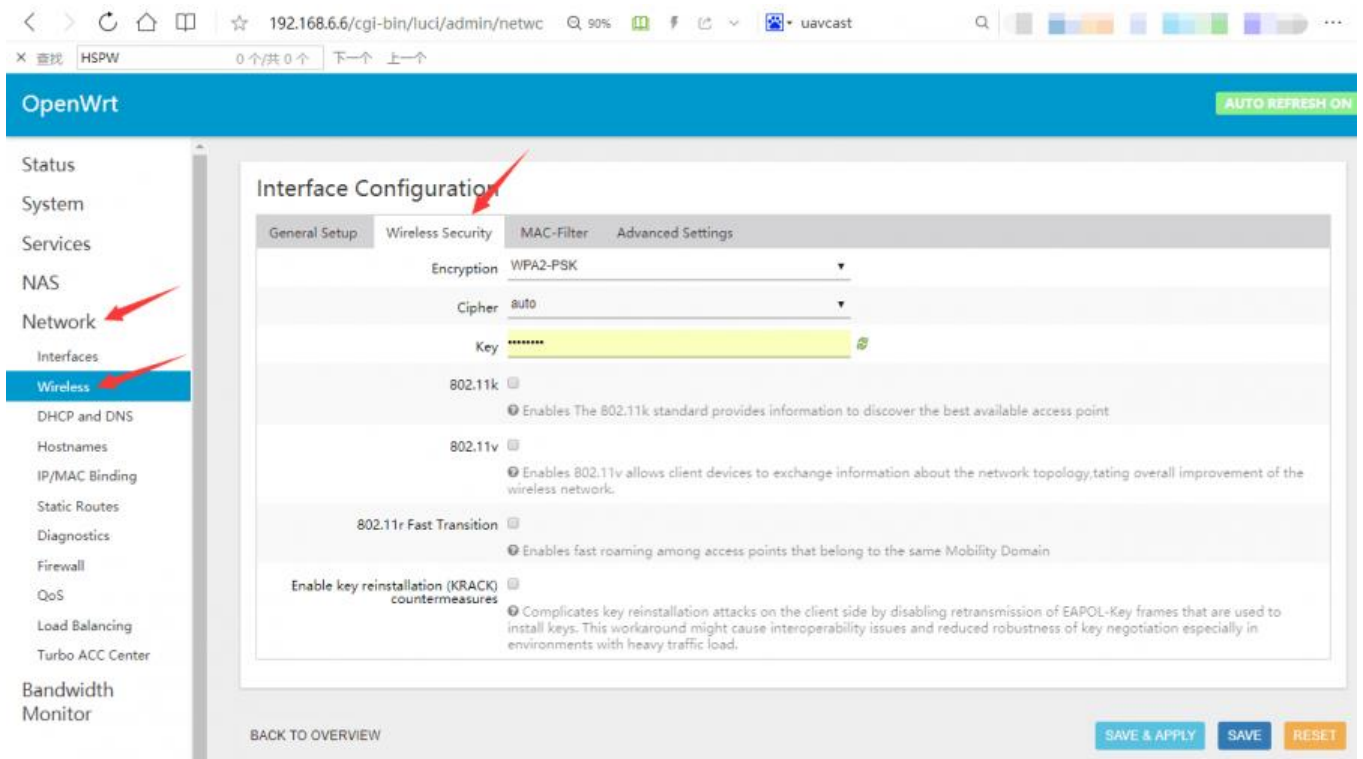 192.168.6.6/cgi-bin/luci/admin/netwc 90% uavcast
查找 HSPW 0个/共0个 下一个 上一个
OpenWrt AUTO REFRESH ON
Status
System
Services
NAS
Network
Interfaces
Wireless
DHCP and DNS
Hostnames
IP/MAC Binding
Static Routes
Diagnostics
Firewall
QoS
Load Balancing
Turbo ACC Center
Bandwidth
Monitor
Interface Configuration
General Setup Wireless Security MAC-Filter Advanced Settings
Encryption WPA2-PSK
Cipher auto
Key ••••••••
802.11k
Enables The 802.11k standard provides information to discover the best available access point
802.11v
Enables 802.11v allows client devices to exchange information about the network topology,tating overall improvement of the
wireless network.
802.11r Fast Transition
Enables fast roaming among access points that belong to the same Mobility Domain
Enable key reinstallation (KRACK)
countermeasures
Complicates key reinstallation attacks on the client side by disabling retransmission of EAPOL-Key frames that are used to
install keys. This workaround might cause interoperability issues and reduced robustness of key negotiation especially in
environments with heavy traffic load.
BACK TO OVERVIEW SAVE & APPLY SAVE RESET